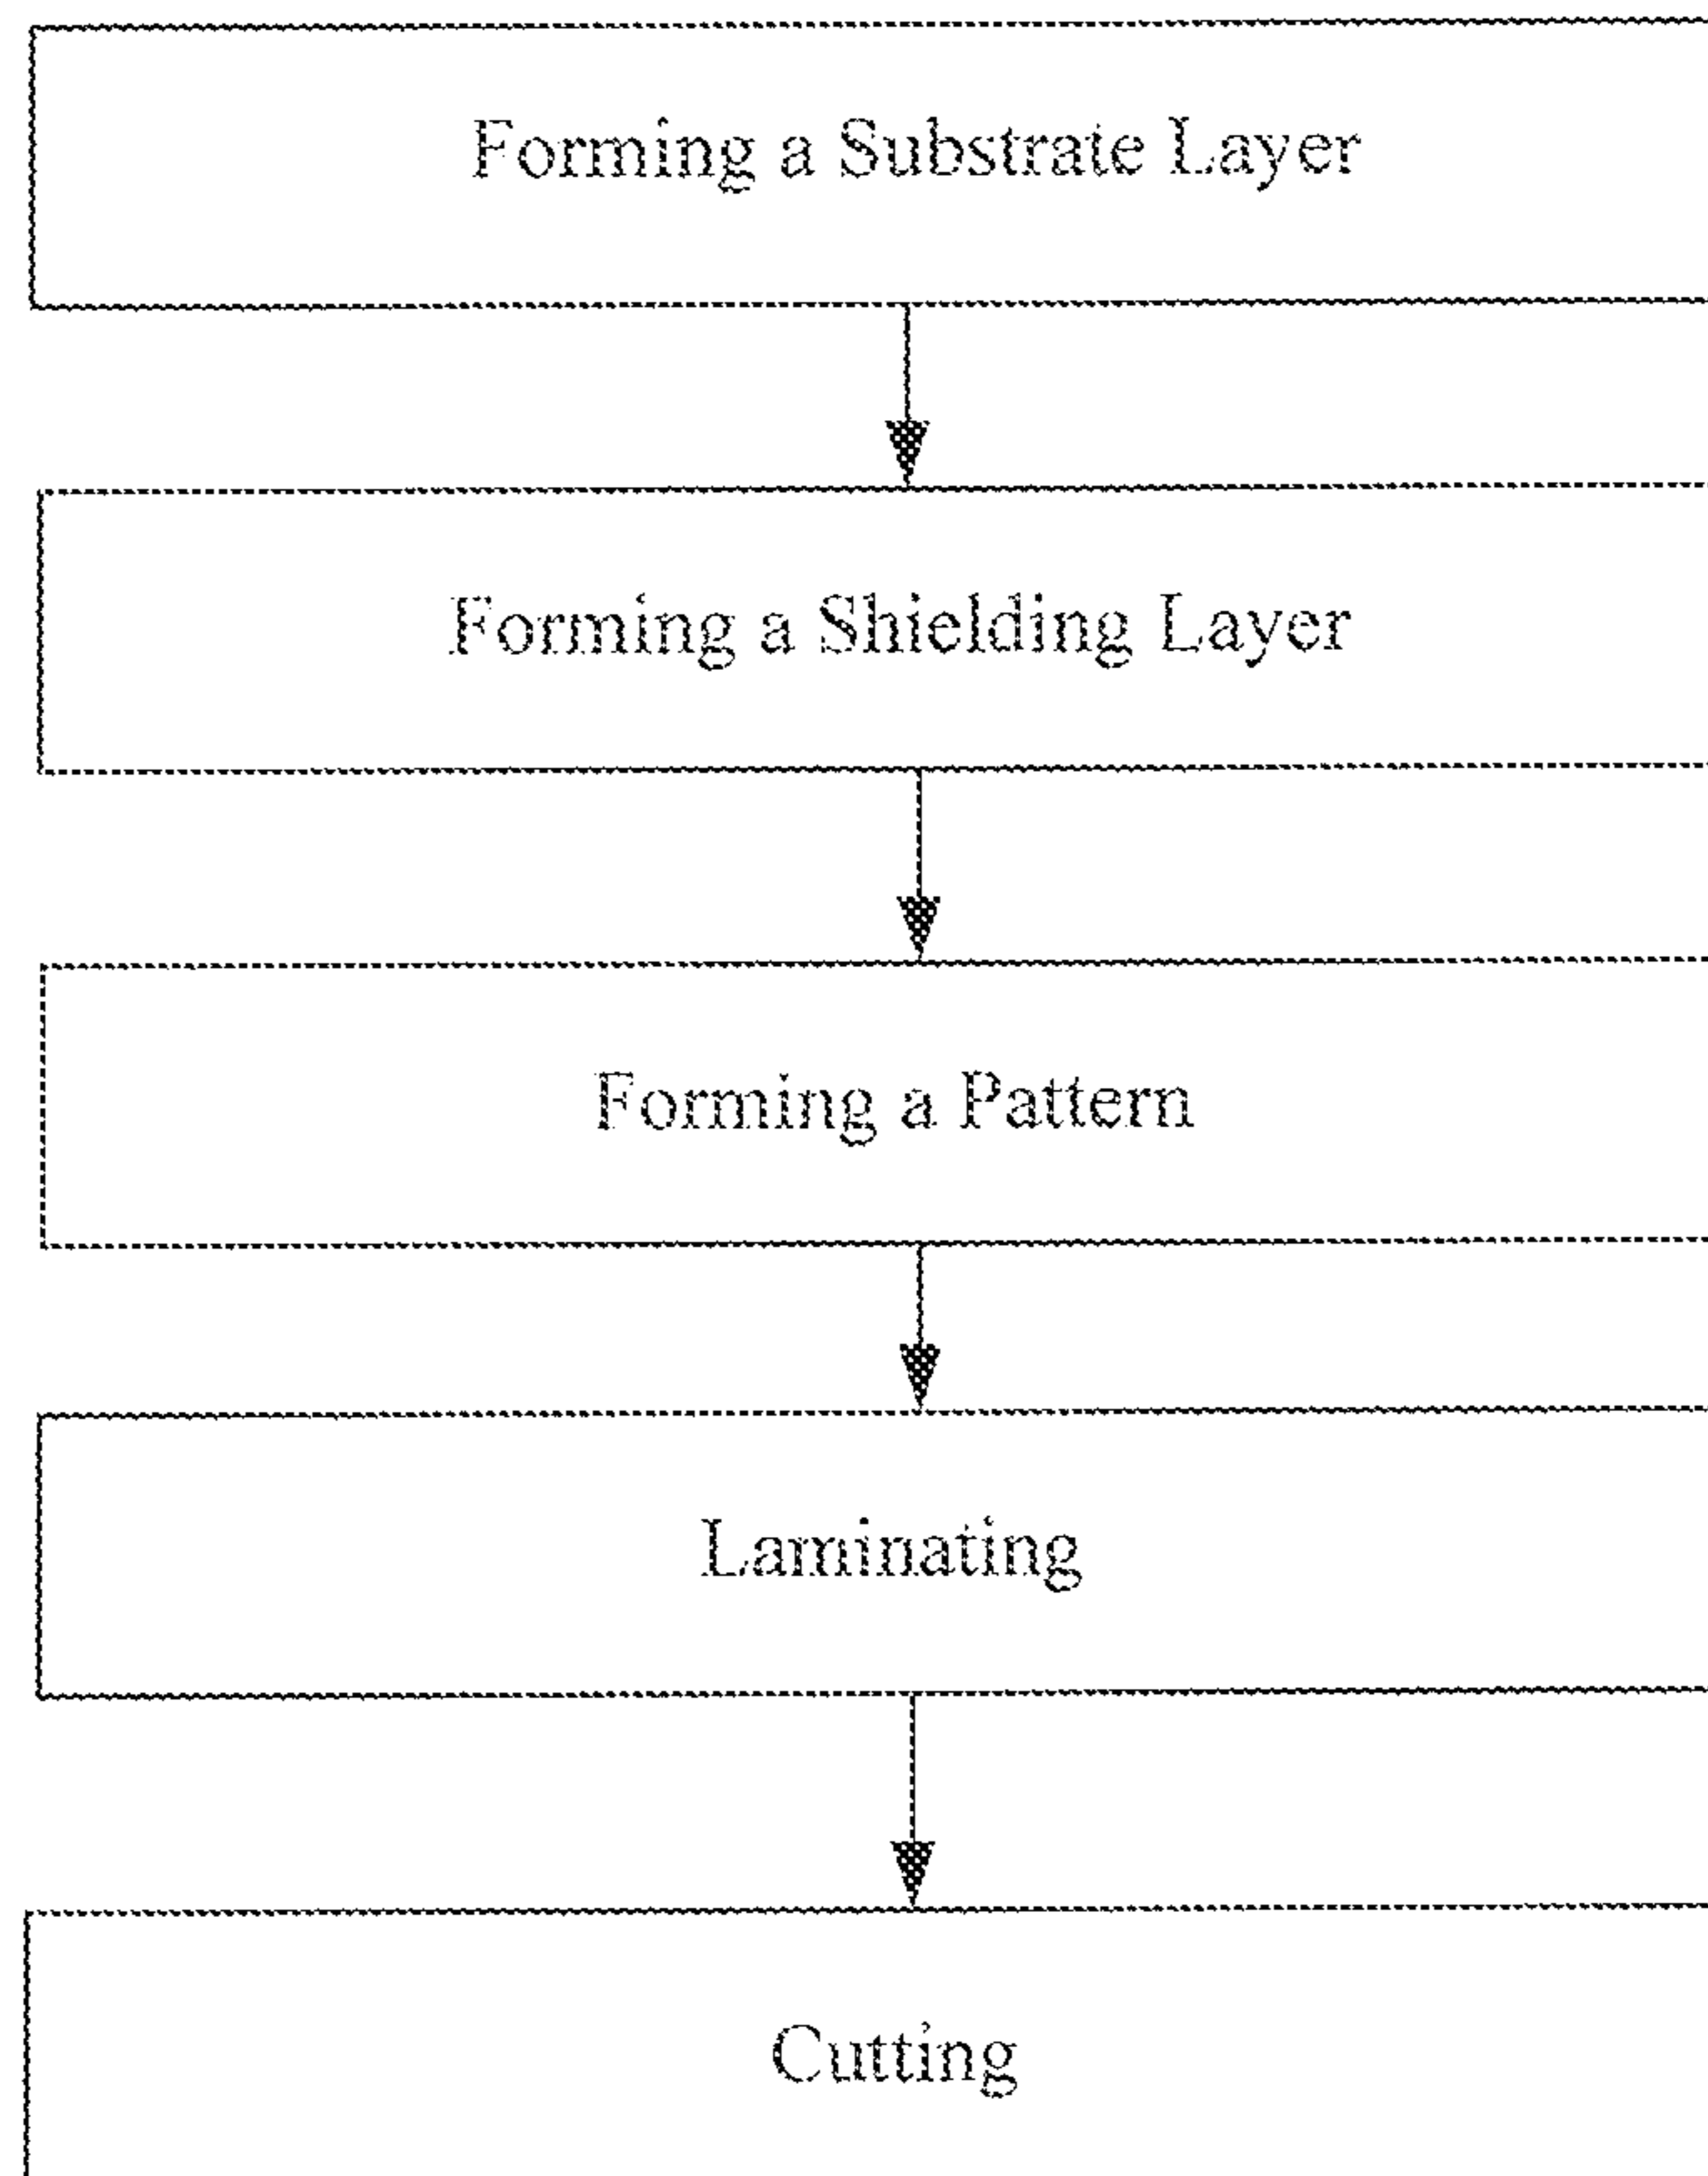 Forming a Substrate Layer
Forming a Shielding Layer
Forming a Pattern
Laminating
Cutting